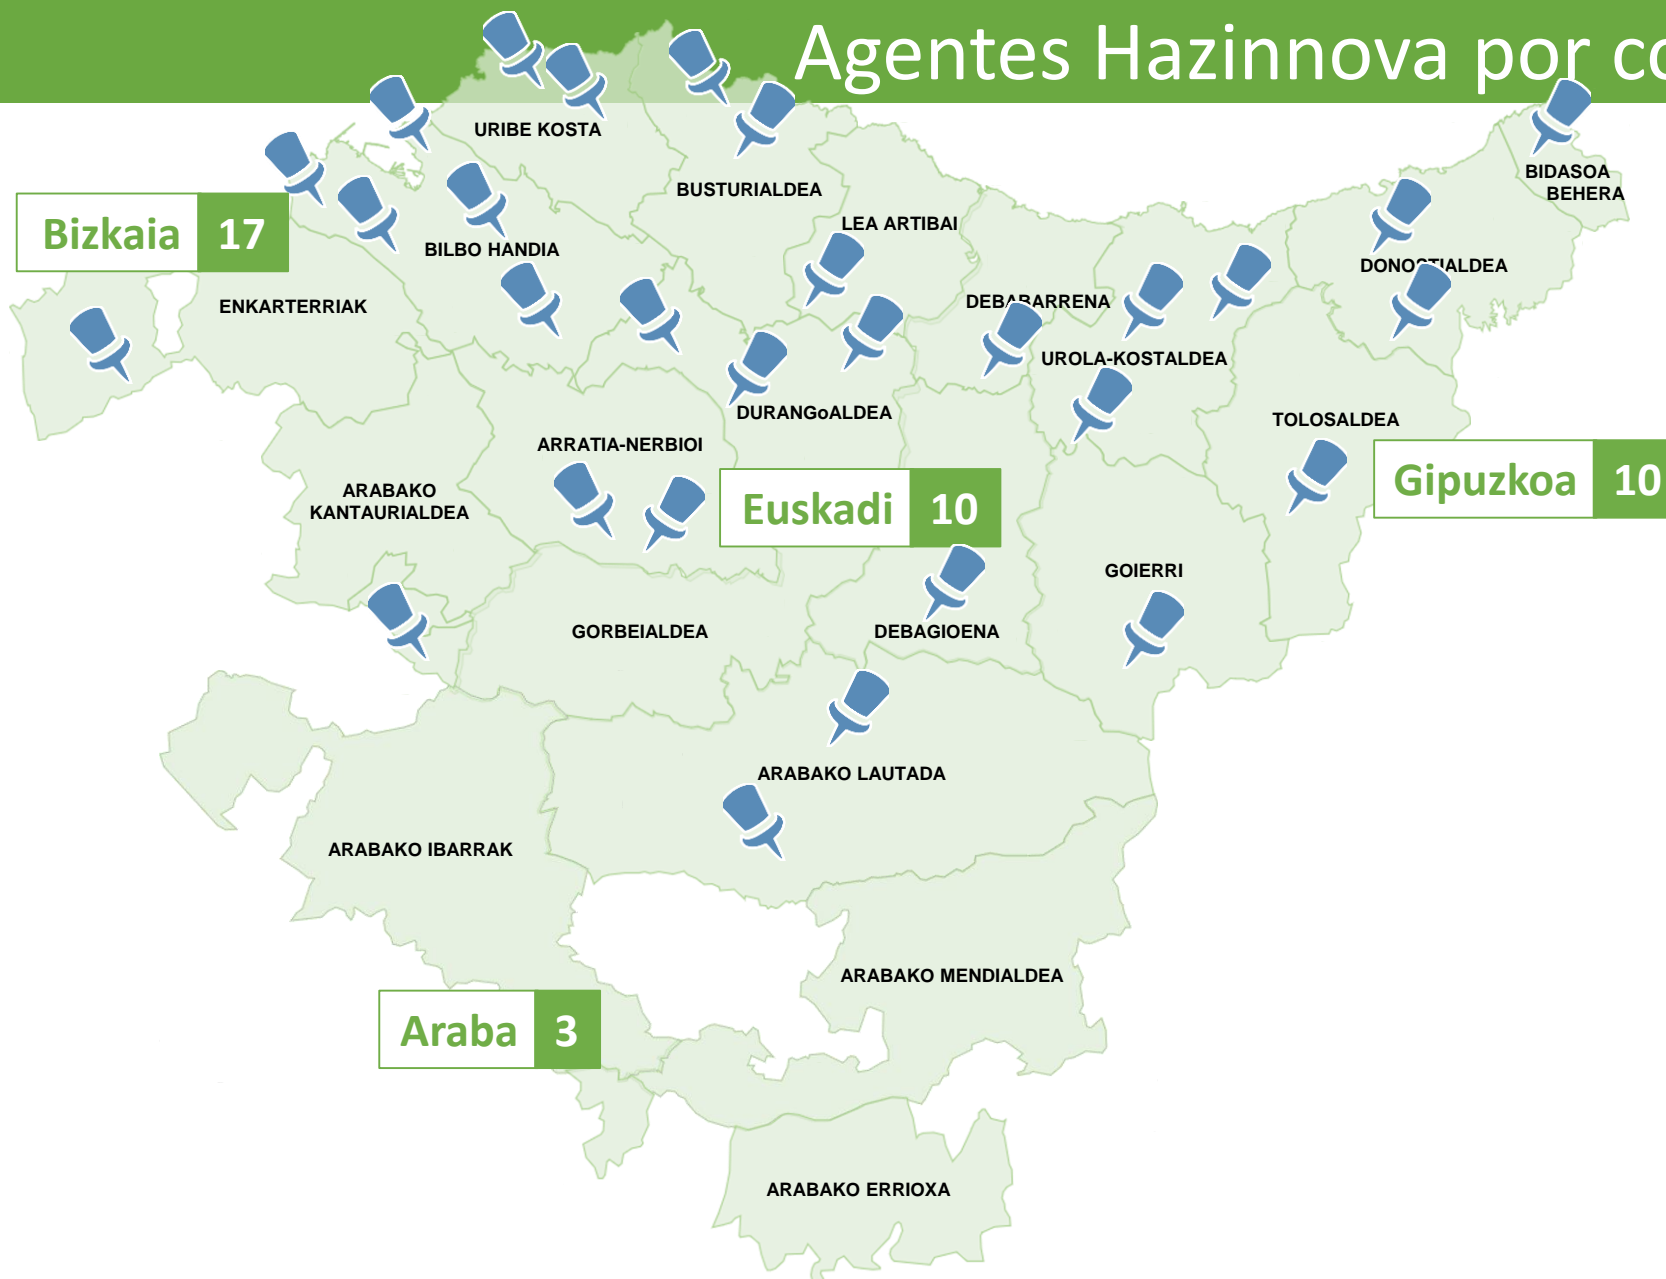 Agentes Hazinnova por co
URIBE KOSTA
BIDASOA
BEHERA
BUSTURIALDEA
Bizkaia 17
LEA ARTIBAI
BILBO HANDIA
DONOSTIALDEA
ENKARTERRIAK
DEBABARRENA
UROLA-KOSTALDEA
DURANGoALDEA
TOLOSALDEA
ARRATIA-NERBIOI
Gipuzkoa 10
ARABAKO
KANTAURIALDEA
Euskadi 10
GOIERRI
GORBEIALDEA
DEBAGIOENA
ARABAKO LAUTADA
ARABAKO IBARRAK
ARABAKO MENDIALDEA
Araba 3
ARABAKO ERRIOXA